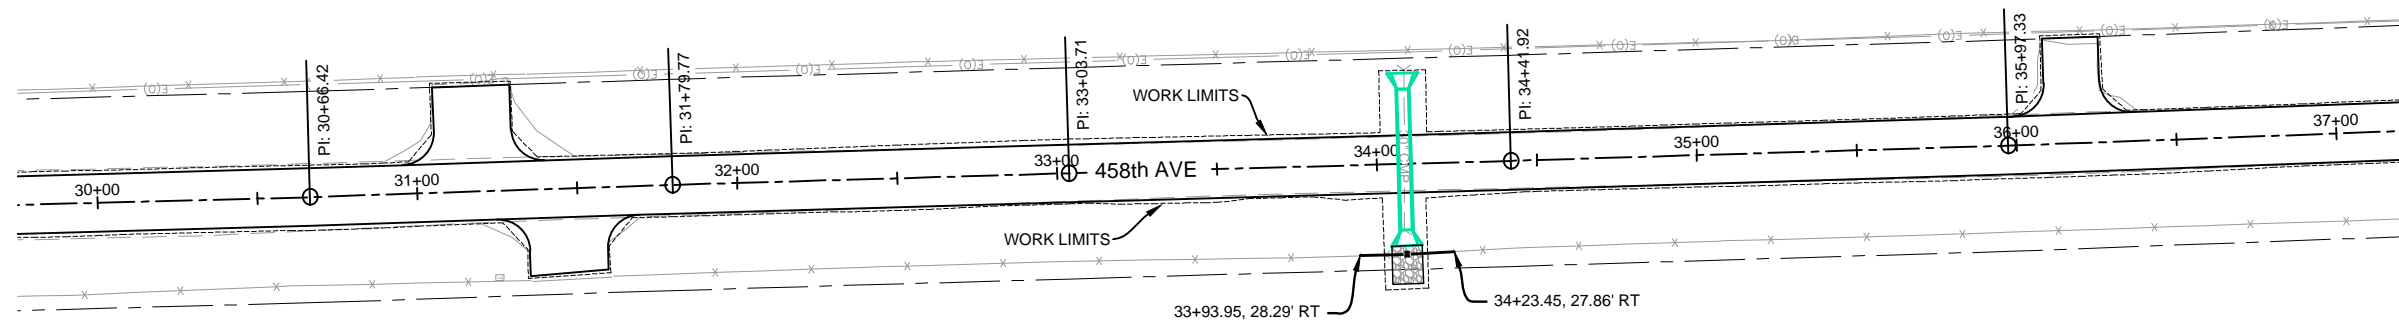 PI: 30+66.42
PI: 31+79.77
PI: 33+03.71
PI: 34+41.92
PI: 35+97.33
WORK LIMITS
30+00
31+00
32+00
33+00
458th AVE
34+00
35+00
36+00
37+00
CMP
WORK LIMITS
33+93.95, 28.29' RT
34+23.45, 27.86' RT
E(O)
E(O)
E(O)
E(O)
E(O)
E(O)
E(O)
E(O)
E(O)
E(O)
E(O)
E(O)
E(O)
E(O)
E